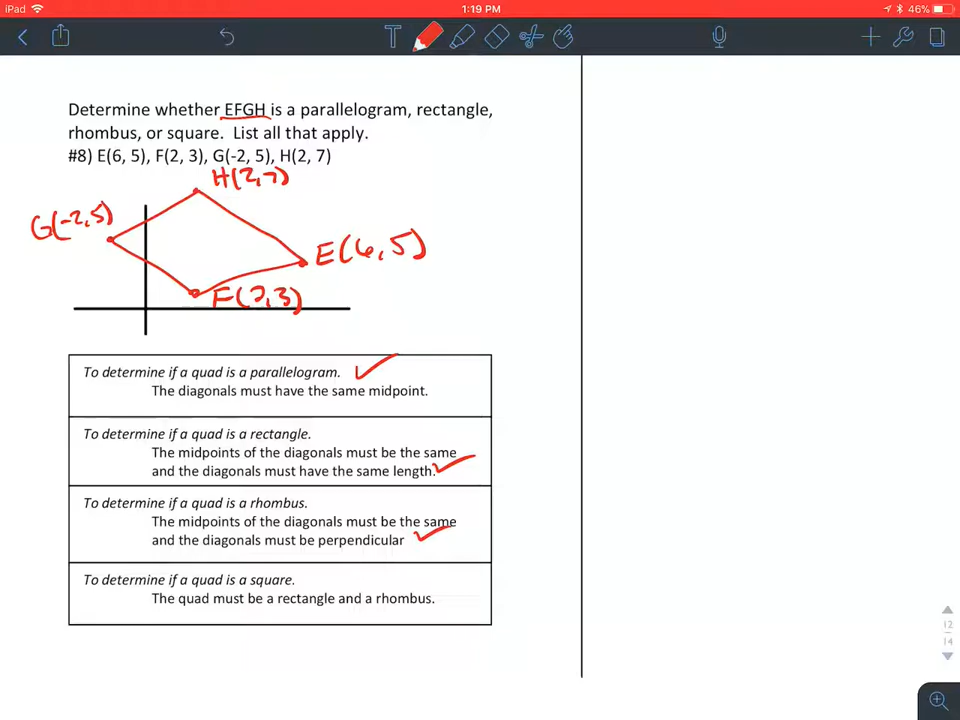 iPad
1:19 PM
46%
T
Determine whether EFGH is a parallelogram, rectangle,
rhombus, or square. List all that apply.
#8) E(6, 5), F(2, 3), G(-2, 5), H(2, 7)
H(2,7)
G(-2,5)
E(6,5)
F(2,3)
To determine if a quad is a parallelogram.
The diagonals must have the same midpoint.
To determine if a quad is a rectangle.
The midpoints of the diagonals must be the same
and the diagonals must have the same length.
To determine if a quad is a rhombus.
The midpoints of the diagonals must be the same
and the diagonals must be perpendicular
To determine if a quad is a square.
The quad must be a rectangle and a rhombus.
12
14